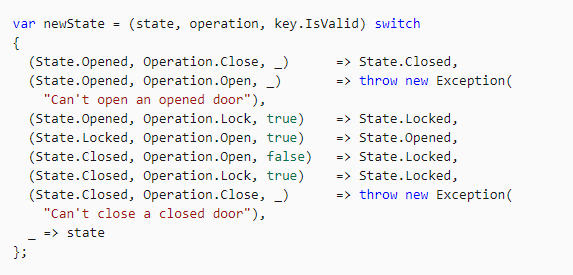 var newState = (state, operation, key.IsValid) switch
{
  (State.Opened, Operation.Close, _)      => State.Closed,
  (State.Opened, Operation.Open, _)       => throw new Exception(
    "Can't open an opened door"),
  (State.Opened, Operation.Lock, true)    => State.Locked,
  (State.Locked, Operation.Open, true)    => State.Opened,
  (State.Closed, Operation.Open, false)   => State.Locked,
  (State.Closed, Operation.Lock, true)    => State.Locked,
  (State.Closed, Operation.Close, _)      => throw new Exception(
    "Can't close a closed door"),
  _ => state
};